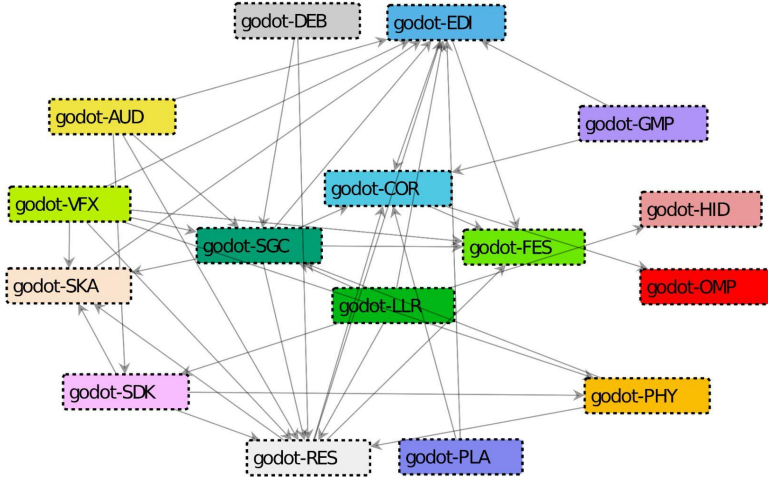 godot-DEB
godot-EDI
godot-AUD
godot-GMP
godot-COR
godot-VFX
godot-HID
godot-SGC
godot-FES
godot-SKA
godot-OMP
godot-LLR
godot-SDK
godot-PHY
godot-RES
godot-PLA